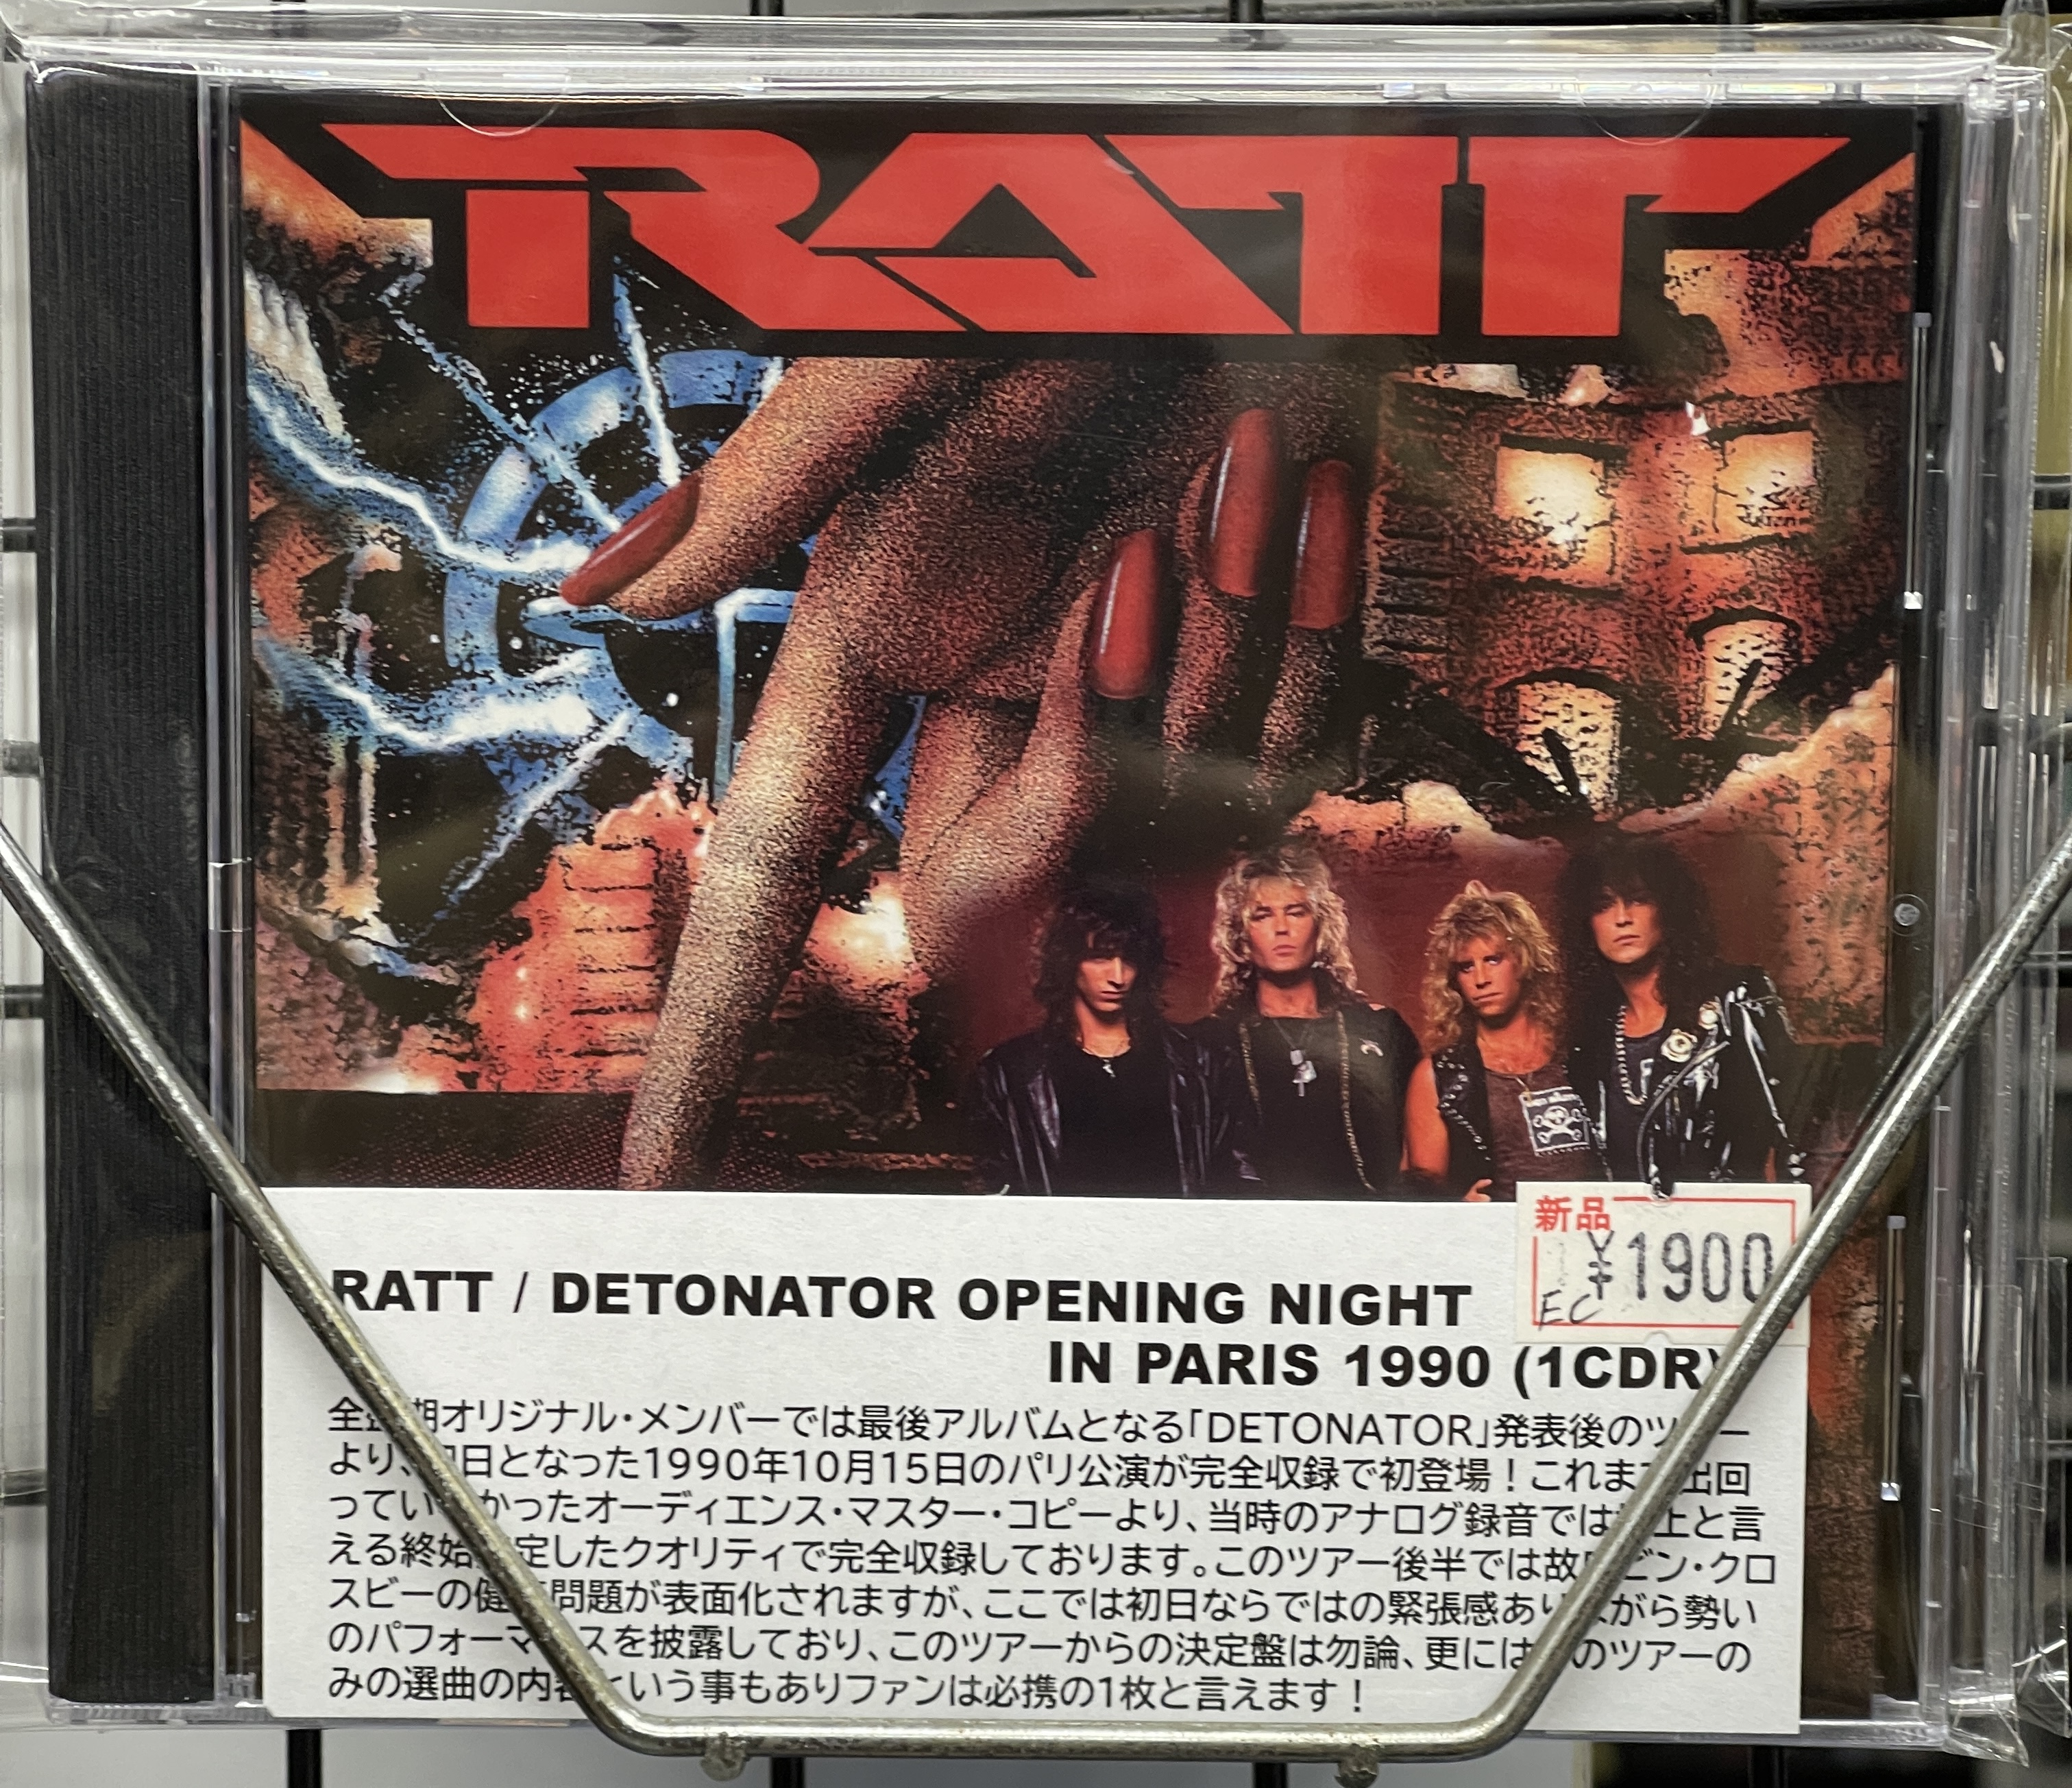 RATT
新品
¥1900
EC
RATT / DETONATOR OPENING NIGHT
IN PARIS 1990 (1CDR)
全 期オリジナル・メンバーでは最後アルバムとなる「DETONATOR」発表後のツ ー
より、 日となった1990年10月15日のパリ公演が完全収録で初登場！これま 出回
ってい かったオーディエンス・マスター・コピーより、当時のアナログ録音では 上と言
える終始 定したクオリティで完全収録しております。このツアー後半では故 ビン・クロ
スビーの健 問題が表面化されますが、ここでは初日ならではの緊張感あり ながら勢い
のパフォーマ スを披露しており、このツアーからの決定盤は勿論、更には のツアーの
みの選曲の内容 いう事もありファンは必携の1枚と言えます！